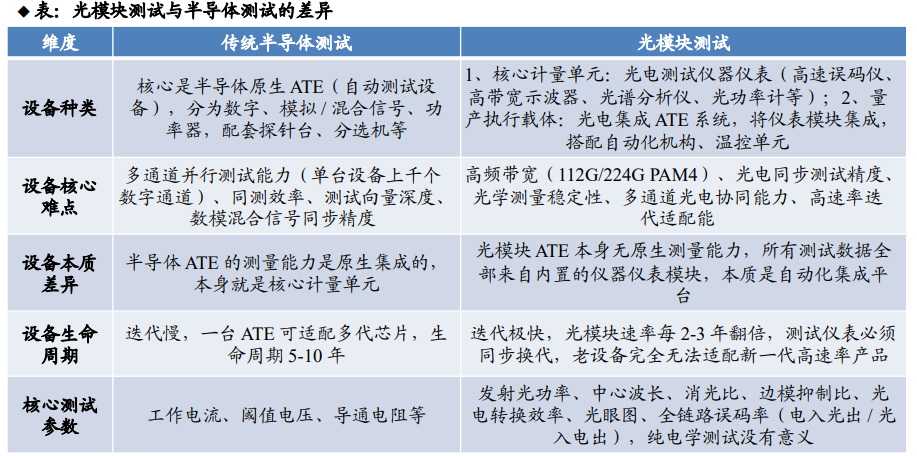 ◆表：光模块测试与半导体测试的差异
维度
传统半导体测试
光模块测试
设备种类
核心是半导体原生 ATE（自动测试设
备），分为数字、模拟 / 混合信号、功
率器，配套探针台、分选机等
1、核心计量单元：光电测试仪器仪表（高速误码仪、
高带宽示波器、光谱分析仪、光功率计等）；2、量
产执行载体：光电集成 ATE 系统，将仪表模块集成，
搭配自动化机构、温控单元
设备核心
难点
多通道并行测试能力（单台设备上千个
数字通道）、同测效率、测试向量深度、
数模混合信号同步精度
高频带宽（112G/224G PAM4）、光电同步测试精度、
光学测量稳定性、多通道光电协同能力、高速率迭
代适配能
设备本质
差异
半导体 ATE 的测量能力是原生集成的，
本身就是核心计量单元
光模块 ATE 本身无原生测量能力，所有测试数据全
部来自内置的仪器仪表模块，本质是自动化集成平
台
设备生命
周期
迭代慢，一台 ATE 可适配多代芯片，生
命周期 5-10 年
迭代极快，光模块速率每 2-3 年翻倍，测试仪表必须
同步换代，老设备完全无法适配新一代高速率产品
核心测试
参数
工作电流、阈值电压、导通电阻等
发射光功率、中心波长、消光比、边模抑制比、光
电转换效率、光眼图、全链路误码率（电入光出 / 光
入电出），纯电学测试没有意义